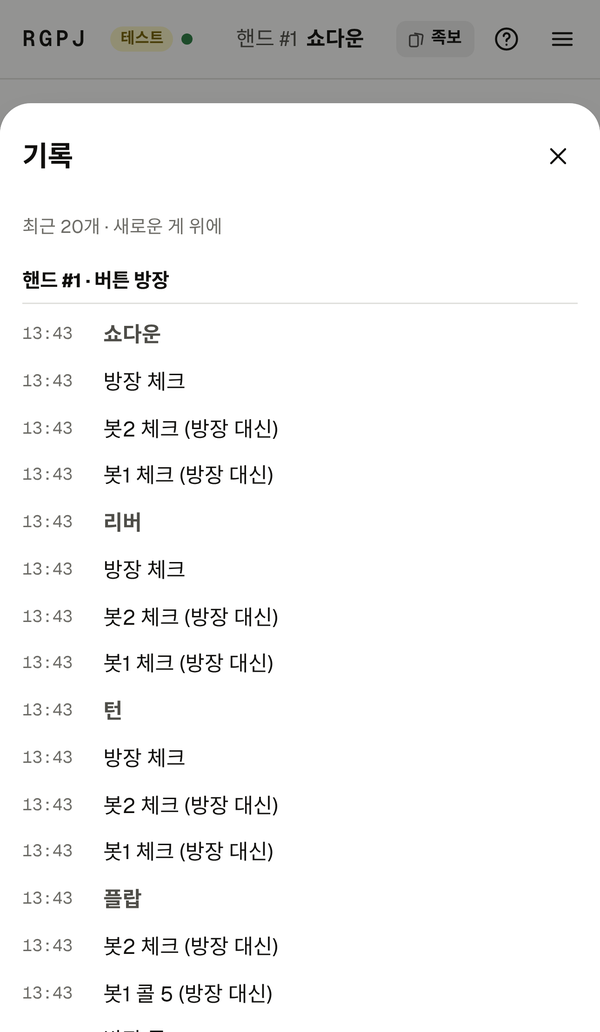 RGPJ 테스트 핸드 #1 쇼다운 족보
기록
최근 20개 · 새로운 게 위에
핸드 #1 · 버튼 방장
13:43 쇼다운
13:43 방장 체크
13:43 봇2 체크 (방장 대신)
13:43 봇1 체크 (방장 대신)
13:43 리버
13:43 방장 체크
13:43 봇2 체크 (방장 대신)
13:43 봇1 체크 (방장 대신)
13:43 턴
13:43 방장 체크
13:43 봇2 체크 (방장 대신)
13:43 봇1 체크 (방장 대신)
13:43 플랍
13:43 봇2 체크 (방장 대신)
13:43 봇1 콜 5 (방장 대신)